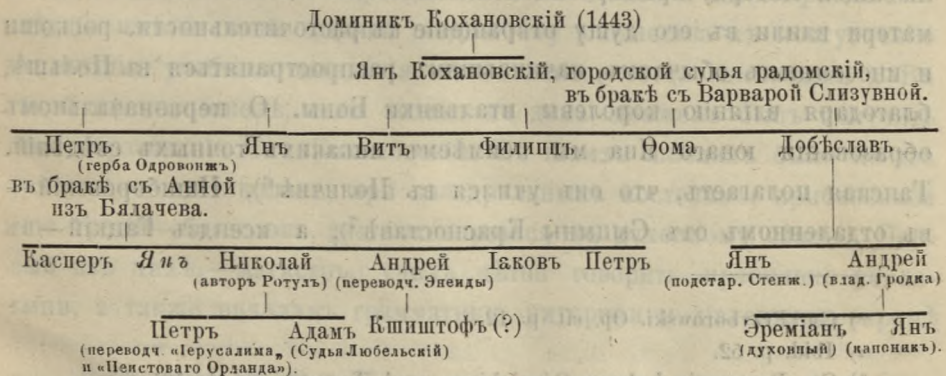 Доминикъ Кохановскій (1443)
Янъ Кохановскій, городской судья радомскій,
въ бракѣ съ Варварой Слизувной.
Петръ Янъ Витъ Филиппъ Ѳома Добѣславъ
(герба Одровонжъ)
въ бракѣ съ Анной
изъ Бялачева.
Касперъ Янъ Николай Андрей Іаковъ Петръ Янъ Андрей
(авторъ Ротулъ) (переводч. Энеиды) (подстар. Стенж.) (влад. Гродка)
Петръ Адамъ Кшиштофъ (?) Эреміанъ Янъ
(переводч „Іерусалима„ (Судья Любельскій) (духовный) (каноникъ).
и «Неистоваго Орланда»).